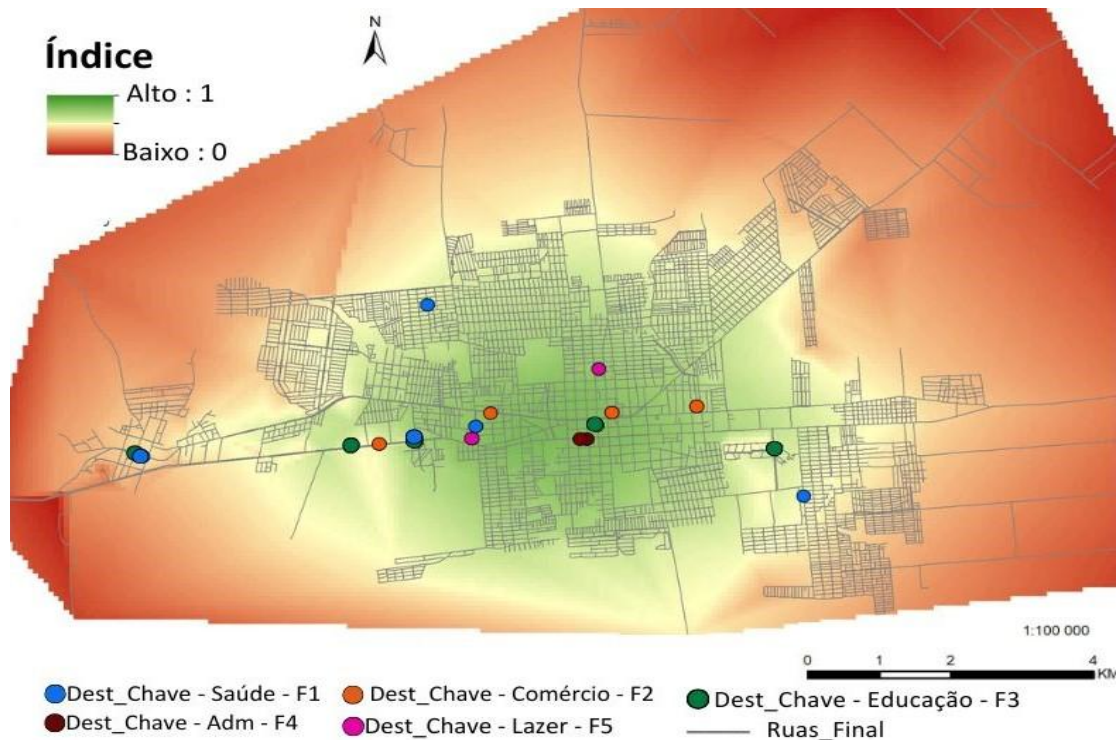 N
Índice
Alto : 1
Baixo : 0
1:100 000
0 1 2 4
KM
Dest_Chave - Saúde - F1
Dest_Chave - Comércio - F2
Dest_Chave - Educação - F3
Dest_Chave - Adm - F4
Dest_Chave - Lazer - F5
Ruas_Final